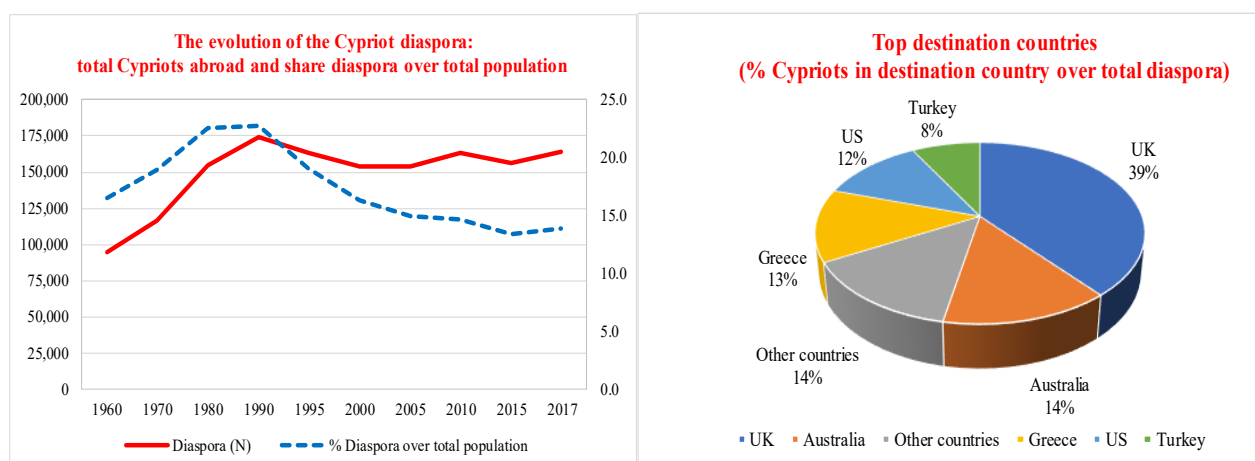 The evolution of the Cypriot diaspora:
total Cypriots abroad and share diaspora over total population
200,000
175,000
150,000
125,000
100,000
75,000
50,000
25,000
0
25.0
20.0
15.0
10.0
5.0
0.0
1960 1970 1980 1990 1995 2000 2005 2010 2015 2017
Diaspora (N) % Diaspora over total population
Top destination countries
(% Cypriots in destination country over total diaspora)
Turkey
8%
US
12%
UK
39%
Greece
13%
Other countries
14%
Australia
14%
UK Australia Other countries Greece US Turkey